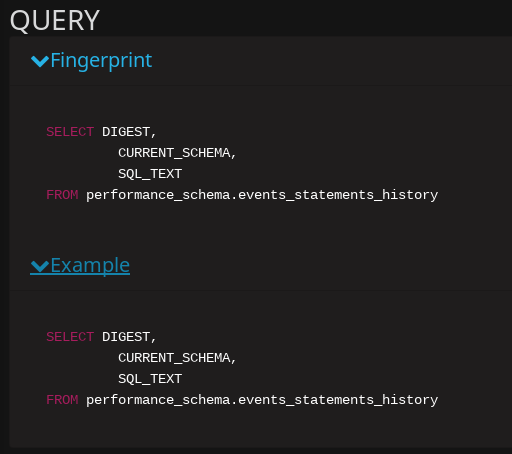 QUERY
Fingerprint
SELECT DIGEST,
CURRENT_SCHEMA,
SQL_TEXT
FROM performance_schema.events_statements_history
Example
SELECT DIGEST,
CURRENT_SCHEMA,
SQL_TEXT
FROM performance_schema.events_statements_history